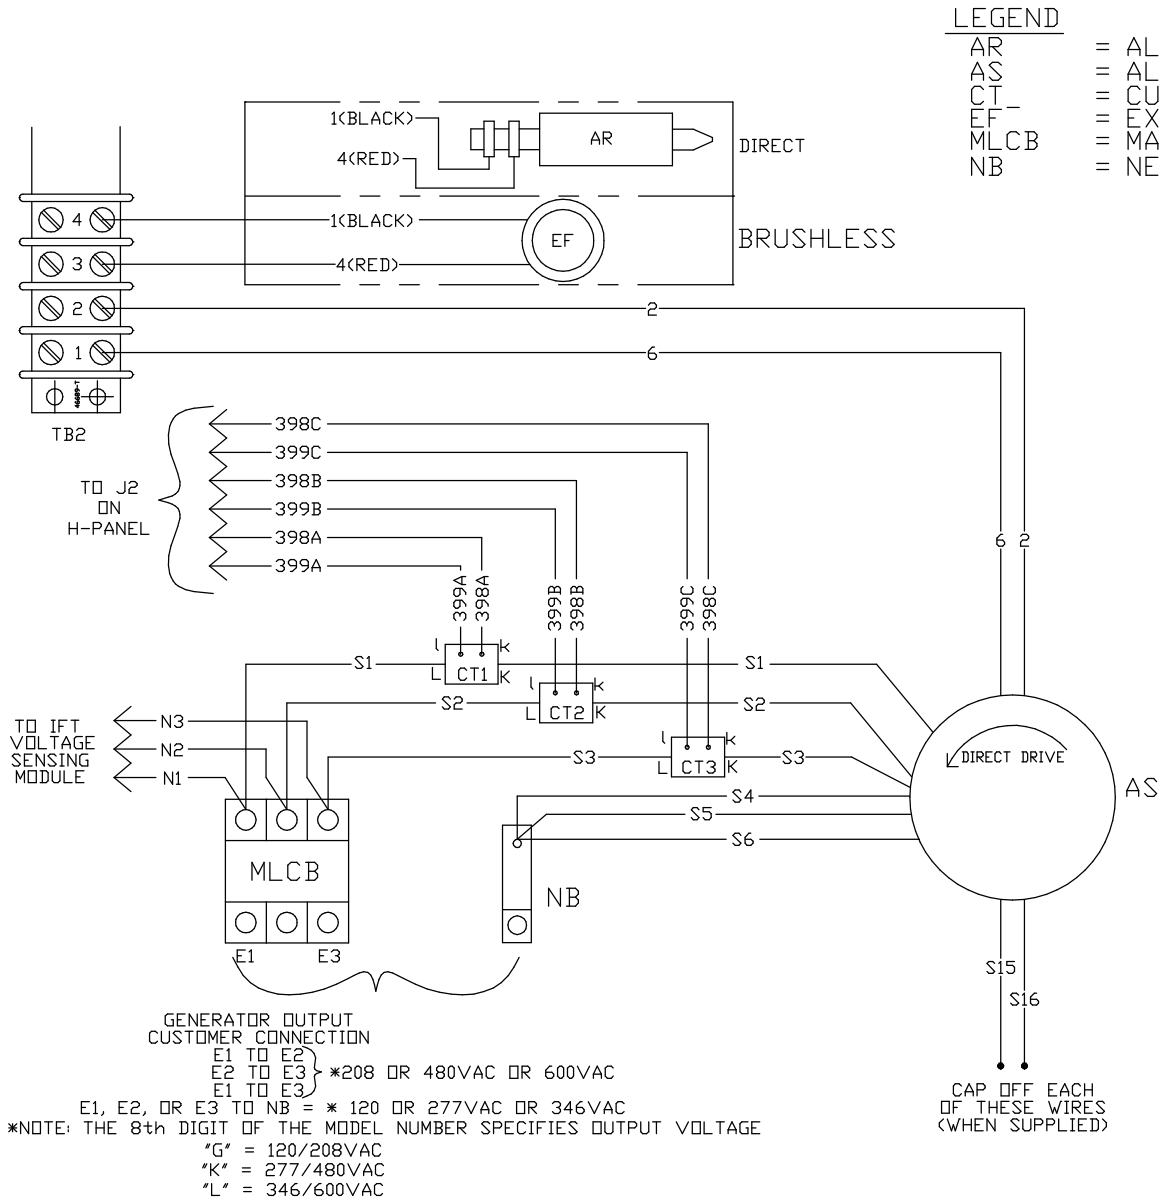 LEGEND
AR = AL
AS = AL
CT_ = CU
EF = EX
MLCB = MA
NB = NE
1(BLACK)
4(RED)
AR
DIRECT
4
1(BLACK)
EF
BRUSHLESS
3
4(RED)
2
2
1
6
TB2
398C
399C
398B
399B
398A
399A
TO J2
ON
H-PANEL
6 2
399A
398A
399B
398B
399C
398C
l k
L CT1 K
S1
S1
l k
L CT2 K
S2
S2
l k
L CT3 K
S3
S3
TO IFT
VOLTAGE
SENSING
MODULE
N3
N2
N1
DIRECT DRIVE
AS
S4
S5
S6
MLCB
NB
E1 E3
S15
S16
GENERATOR OUTPUT
CUSTOMER CONNECTION
E1 TO E2
E2 TO E3
E1 TO E3
*208 OR 480VAC OR 600VAC
E1, E2, OR E3 TO NB = * 120 OR 277VAC OR 346VAC
*NOTE: THE 8th DIGIT OF THE MODEL NUMBER SPECIFIES OUTPUT VOLTAGE
"G" = 120/208VAC
"K" = 277/480VAC
"L" = 346/600VAC
CAP OFF EACH
OF THESE WIRES
(WHEN SUPPLIED)